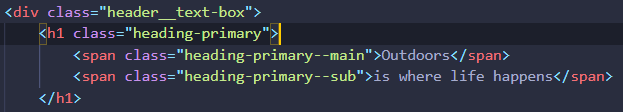 <div class="header__text-box">
<h1 class="heading-primary">
<span class="heading-primary--main">Outdoors</span>
<span class="heading-primary--sub">is where life happens</span>
</h1>